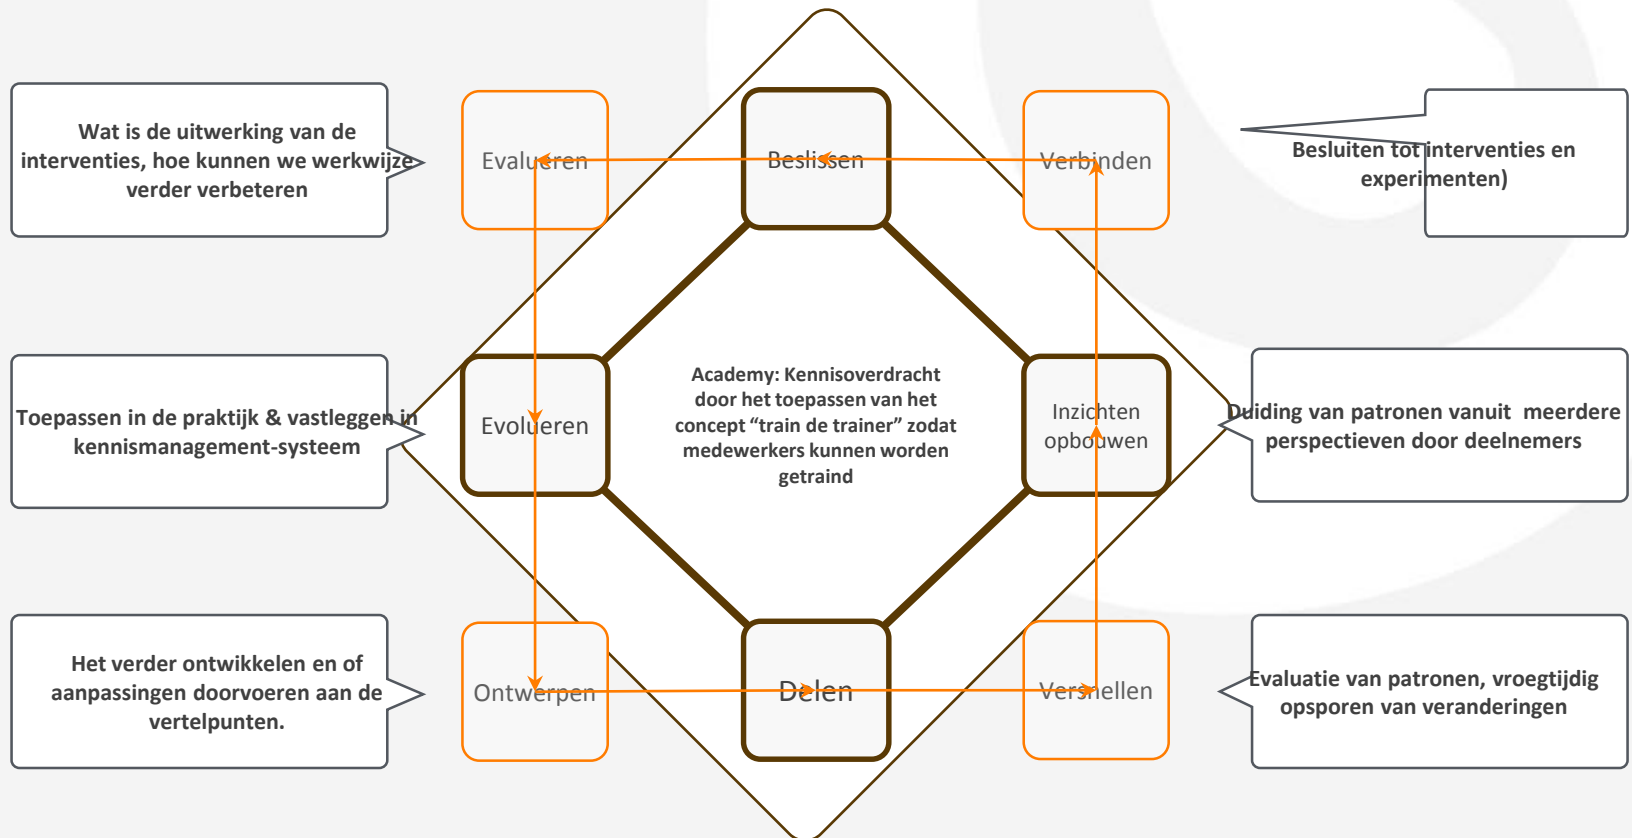 Wat is de uitwerking van de
interventies, hoe kunnen we werkwijze
verder verbeteren
Evalueren
Beslissen
Verbinden
Besluiten tot interventies en
experimenten)
Toepassen in de praktijk & vastleggen in
kennismanagement-systeem
Evolueren
Academy: Kennisoverdracht
door het toepassen van het
concept “train de trainer” zodat
medewerkers kunnen worden
getraind
Inzichten
opbouwen
Duiding van patronen vanuit  meerdere
perspectieven door deelnemers
Het verder ontwikkelen en of
aanpassingen doorvoeren aan de
vertelpunten.
Ontwerpen
Delen
Versnellen
Evaluatie van patronen, vroegtijdig
opsporen van veranderingen